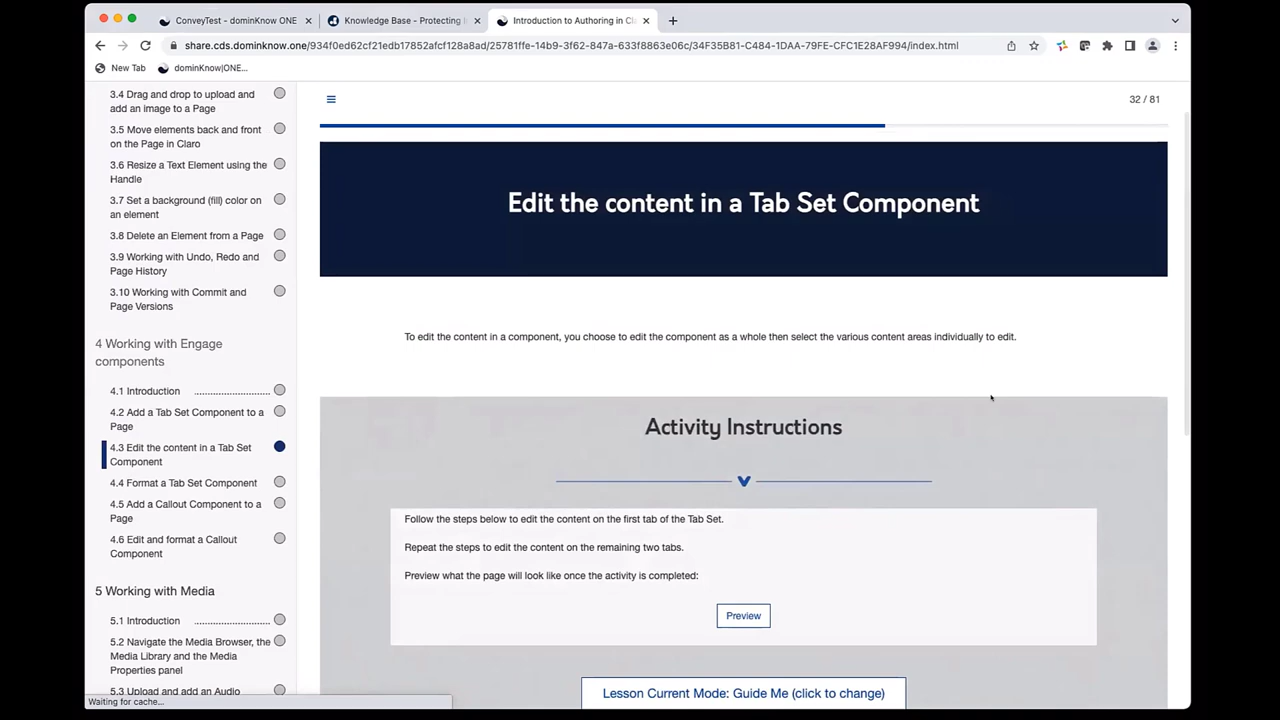 ConveyTest - dominKnow ONE
Knowledge Base - Protecting
Introduction to Authoring in Cla
share.cds.dominknow.one/934f0ed62cf21edb17852afcf128a8ad/25781ffe-14b9-3f62-847a-633f8863e06c/34F35B81-C484-1DAA-79FE-CFC1E28AF994/index.html
New Tab
dominKnow|ONE...
3.4 Drag and drop to upload and
add an image to a Page
3.5 Move elements back and front
on the Page in Claro
3.6 Resize a Text Element using the
Handle
3.7 Set a background (fill) color on
an element
3.8 Delete an Element from a Page
3.9 Working with Undo, Redo and
Page History
3.10 Working with Commit and
Page Versions
4 Working with Engage
components
4.1 Introduction
4.2 Add a Tab Set Component to a
Page
4.3 Edit the content in a Tab Set
Component
4.4 Format a Tab Set Component
4.5 Add a Callout Component to a
Page
4.6 Edit and format a Callout
Component
5 Working with Media
5.1 Introduction
5.2 Navigate the Media Browser, the
Media Library and the Media
Properties panel
5.3 Upload and add an Audio
Waiting for cache...
32 / 81
Edit the content in a Tab Set Component
To edit the content in a component, you choose to edit the component as a whole then select the various content areas individually to edit.
Activity Instructions
Follow the steps below to edit the content on the first tab of the Tab Set.
Repeat the steps to edit the content on the remaining two tabs.
Preview what the page will look like once the activity is completed:
Preview
Lesson Current Mode: Guide Me (click to change)